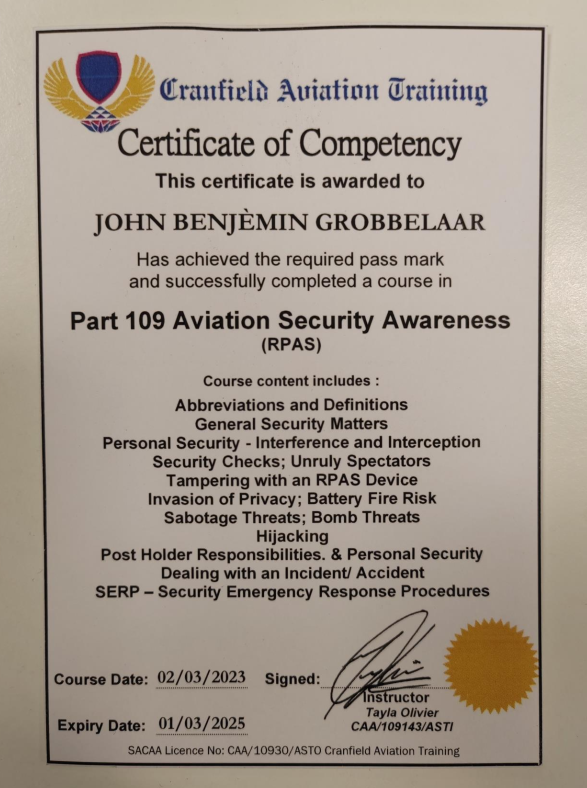 Cranfield Aviation Training
Certificate of Competency
This certificate is awarded to
JOHN BENJÈMIN GROBBELAAR
Has achieved the required pass mark
and successfully completed a course in
Part 109 Aviation Security Awareness
(RPAS)
Course content includes :
Abbreviations and Definitions
General Security Matters
Personal Security - Interference and Interception
Security Checks; Unruly Spectators
Tampering with an RPAS Device
Invasion of Privacy; Battery Fire Risk
Sabotage Threats; Bomb Threats
Hijacking
Post Holder Responsibilities. & Personal Security
Dealing with an Incident/ Accident
SERP – Security Emergency Response Procedures
Course Date: 02/03/2023 Signed:
Instructor
Tayla Olivier
Expiry Date: 01/03/2025 CAA/109143/ASTI
SACAA Licence No: CAA/10930/ASTO Cranfield Aviation Training